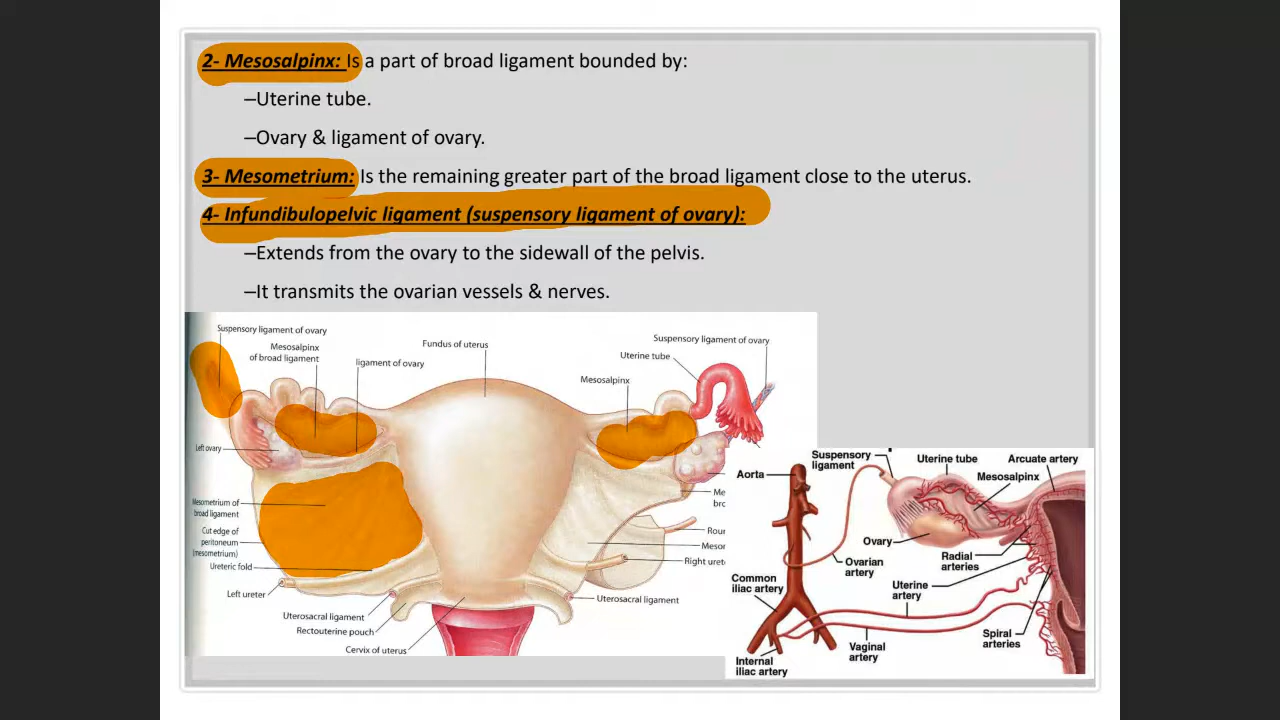 2- Mesosalpinx: Is a part of broad ligament bounded by:
–Uterine tube.
–Ovary & ligament of ovary.
3- Mesometrium: Is the remaining greater part of the broad ligament close to the uterus.
4- Infundibulopelvic ligament (suspensory ligament of ovary):
–Extends from the ovary to the sidewall of the pelvis.
–It transmits the ovarian vessels & nerves.
Suspensory ligament of ovary
Mesosalpinx
of broad ligament
ligament of ovary
Fundus of uterus
Suspensory ligament of ovary
Uterine tube
Mesosalpinx
Left ovary
Mesometrium of
broad ligament
Cut edge of
peritoneum
(mesometrium)
Ureteric fold
Left ureter
Uterosacral ligament
Rectouterine pouch
Cervix of uterus
Me
bro
Rour
Mesor
Right uret
Uterosacral ligament
Suspensory
ligament
Uterine tube
Arcuate artery
Aorta
Mesosalpinx
Ovary
Ovarian
artery
Radial
arteries
Common
iliac artery
Uterine
artery
Vaginal
artery
Spiral
arteries
Internal
iliac artery